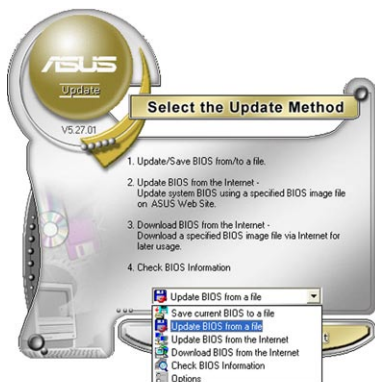 ASUS
Update
V5.27.01
Select the Update Method
1. Update/Save BIOS from/to a file.
2. Update BIOS from the Internet -
Update system BIOS using a specified BIOS image file
on ASUS Web Site.
3. Download BIOS from the Internet -
Download a specified BIOS image file via Internet for
later usage.
4. Check BIOS Information
Update BIOS from a file
Save current BIOS to a file
Update BIOS from a file
Update BIOS from the Internet
Download BIOS from the Internet
Check BIOS Information
Options